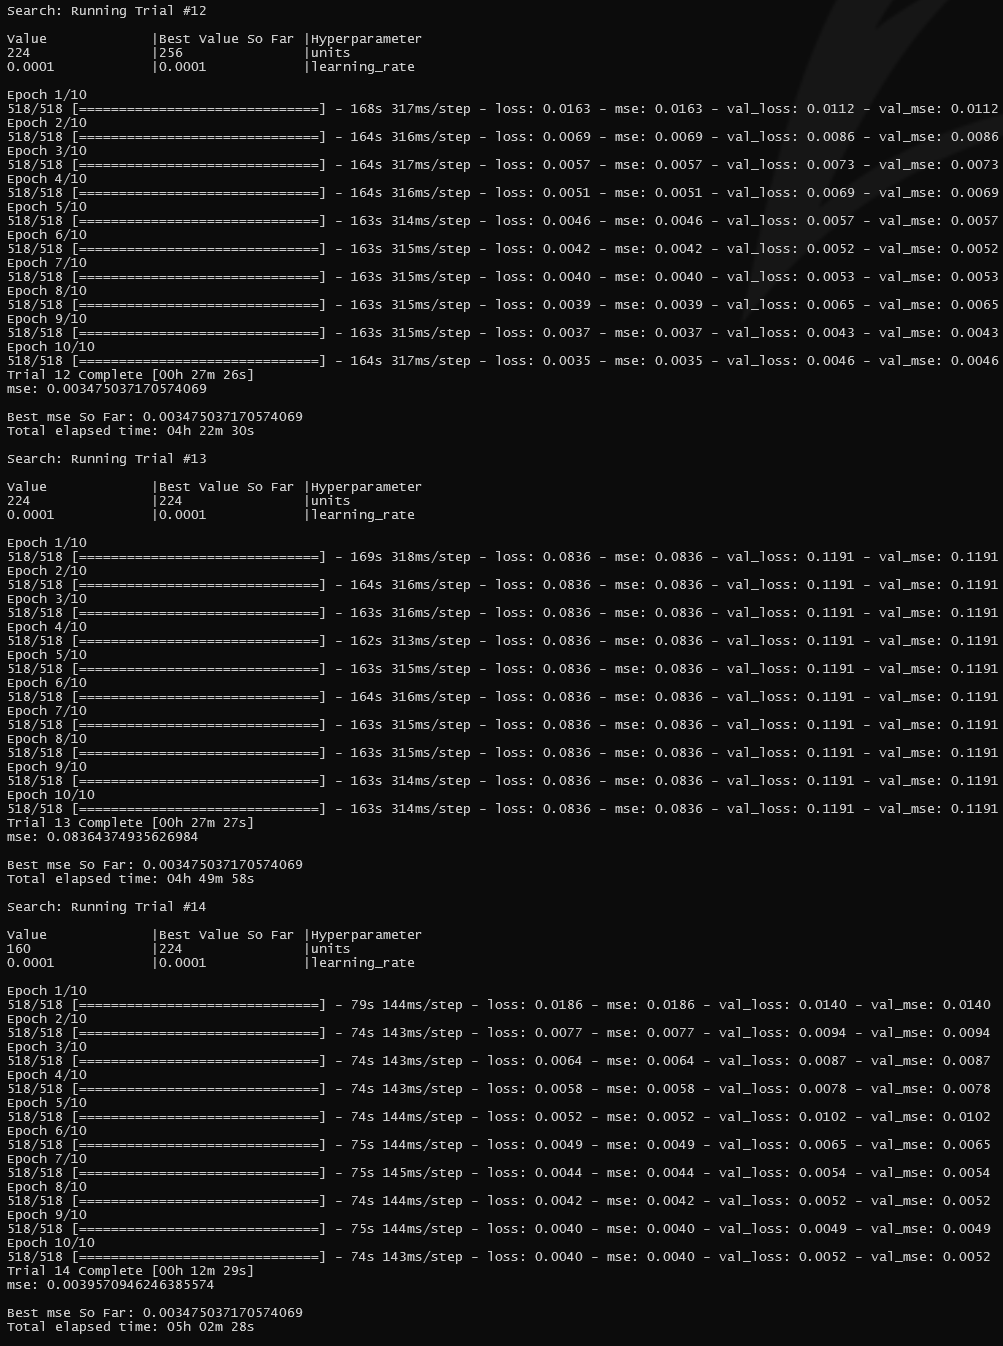 Search: Running Trial #12
Value |Best Value So Far |Hyperparameter
224 |256 |units
0.0001 |0.0001 |learning_rate
Epoch 1/10
518/518 [==============================] - 168s 317ms/step - loss: 0.0163 - mse: 0.0163 - val_loss: 0.0112 - val_mse: 0.0112
Epoch 2/10
518/518 [==============================] - 164s 316ms/step - loss: 0.0069 - mse: 0.0069 - val_loss: 0.0086 - val_mse: 0.0086
Epoch 3/10
518/518 [==============================] - 164s 317ms/step - loss: 0.0057 - mse: 0.0057 - val_loss: 0.0073 - val_mse: 0.0073
Epoch 4/10
518/518 [==============================] - 164s 316ms/step - loss: 0.0051 - mse: 0.0051 - val_loss: 0.0069 - val_mse: 0.0069
Epoch 5/10
518/518 [==============================] - 163s 314ms/step - loss: 0.0046 - mse: 0.0046 - val_loss: 0.0057 - val_mse: 0.0057
Epoch 6/10
518/518 [==============================] - 163s 315ms/step - loss: 0.0042 - mse: 0.0042 - val_loss: 0.0052 - val_mse: 0.0052
Epoch 7/10
518/518 [==============================] - 163s 315ms/step - loss: 0.0040 - mse: 0.0040 - val_loss: 0.0053 - val_mse: 0.0053
Epoch 8/10
518/518 [==============================] - 163s 315ms/step - loss: 0.0039 - mse: 0.0039 - val_loss: 0.0065 - val_mse: 0.0065
Epoch 9/10
518/518 [==============================] - 163s 315ms/step - loss: 0.0037 - mse: 0.0037 - val_loss: 0.0043 - val_mse: 0.0043
Epoch 10/10
518/518 [==============================] - 164s 317ms/step - loss: 0.0035 - mse: 0.0035 - val_loss: 0.0046 - val_mse: 0.0046
Trial 12 Complete [00h 27m 26s]
mse: 0.003475037170574069
Best mse So Far: 0.003475037170574069
Total elapsed time: 04h 22m 30s
Search: Running Trial #13
Value |Best Value So Far |Hyperparameter
224 |224 |units
0.0001 |0.0001 |learning_rate
Epoch 1/10
518/518 [==============================] - 169s 318ms/step - loss: 0.0836 - mse: 0.0836 - val_loss: 0.1191 - val_mse: 0.1191
Epoch 2/10
518/518 [==============================] - 164s 316ms/step - loss: 0.0836 - mse: 0.0836 - val_loss: 0.1191 - val_mse: 0.1191
Epoch 3/10
518/518 [==============================] - 163s 316ms/step - loss: 0.0836 - mse: 0.0836 - val_loss: 0.1191 - val_mse: 0.1191
Epoch 4/10
518/518 [==============================] - 162s 313ms/step - loss: 0.0836 - mse: 0.0836 - val_loss: 0.1191 - val_mse: 0.1191
Epoch 5/10
518/518 [==============================] - 163s 315ms/step - loss: 0.0836 - mse: 0.0836 - val_loss: 0.1191 - val_mse: 0.1191
Epoch 6/10
518/518 [==============================] - 164s 316ms/step - loss: 0.0836 - mse: 0.0836 - val_loss: 0.1191 - val_mse: 0.1191
Epoch 7/10
518/518 [==============================] - 163s 315ms/step - loss: 0.0836 - mse: 0.0836 - val_loss: 0.1191 - val_mse: 0.1191
Epoch 8/10
518/518 [==============================] - 163s 315ms/step - loss: 0.0836 - mse: 0.0836 - val_loss: 0.1191 - val_mse: 0.1191
Epoch 9/10
518/518 [==============================] - 163s 314ms/step - loss: 0.0836 - mse: 0.0836 - val_loss: 0.1191 - val_mse: 0.1191
Epoch 10/10
518/518 [==============================] - 163s 314ms/step - loss: 0.0836 - mse: 0.0836 - val_loss: 0.1191 - val_mse: 0.1191
Trial 13 Complete [00h 27m 27s]
mse: 0.08364374935626984
Best mse So Far: 0.003475037170574069
Total elapsed time: 04h 49m 58s
Search: Running Trial #14
Value |Best Value So Far |Hyperparameter
160 |224 |units
0.0001 |0.0001 |learning_rate
Epoch 1/10
518/518 [==============================] - 79s 144ms/step - loss: 0.0186 - mse: 0.0186 - val_loss: 0.0140 - val_mse: 0.0140
Epoch 2/10
518/518 [==============================] - 74s 143ms/step - loss: 0.0077 - mse: 0.0077 - val_loss: 0.0094 - val_mse: 0.0094
Epoch 3/10
518/518 [==============================] - 74s 143ms/step - loss: 0.0064 - mse: 0.0064 - val_loss: 0.0087 - val_mse: 0.0087
Epoch 4/10
518/518 [==============================] - 74s 143ms/step - loss: 0.0058 - mse: 0.0058 - val_loss: 0.0078 - val_mse: 0.0078
Epoch 5/10
518/518 [==============================] - 74s 144ms/step - loss: 0.0052 - mse: 0.0052 - val_loss: 0.0102 - val_mse: 0.0102
Epoch 6/10
518/518 [==============================] - 75s 144ms/step - loss: 0.0049 - mse: 0.0049 - val_loss: 0.0065 - val_mse: 0.0065
Epoch 7/10
518/518 [==============================] - 75s 145ms/step - loss: 0.0044 - mse: 0.0044 - val_loss: 0.0054 - val_mse: 0.0054
Epoch 8/10
518/518 [==============================] - 74s 144ms/step - loss: 0.0042 - mse: 0.0042 - val_loss: 0.0052 - val_mse: 0.0052
Epoch 9/10
518/518 [==============================] - 75s 144ms/step - loss: 0.0040 - mse: 0.0040 - val_loss: 0.0049 - val_mse: 0.0049
Epoch 10/10
518/518 [==============================] - 74s 143ms/step - loss: 0.0040 - mse: 0.0040 - val_loss: 0.0052 - val_mse: 0.0052
Trial 14 Complete [00h 12m 29s]
mse: 0.0039570946246385574
Best mse So Far: 0.003475037170574069
Total elapsed time: 05h 02m 28s